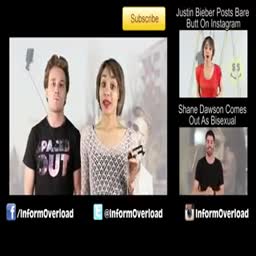 Subscribe
Justin Bieber Posts Bare
Butt On Instagram
$$
Shane Dawson Comes
Out As Bisexual
SPACED
OUT
f /InformOverload
@InformOverload
/InformOverload